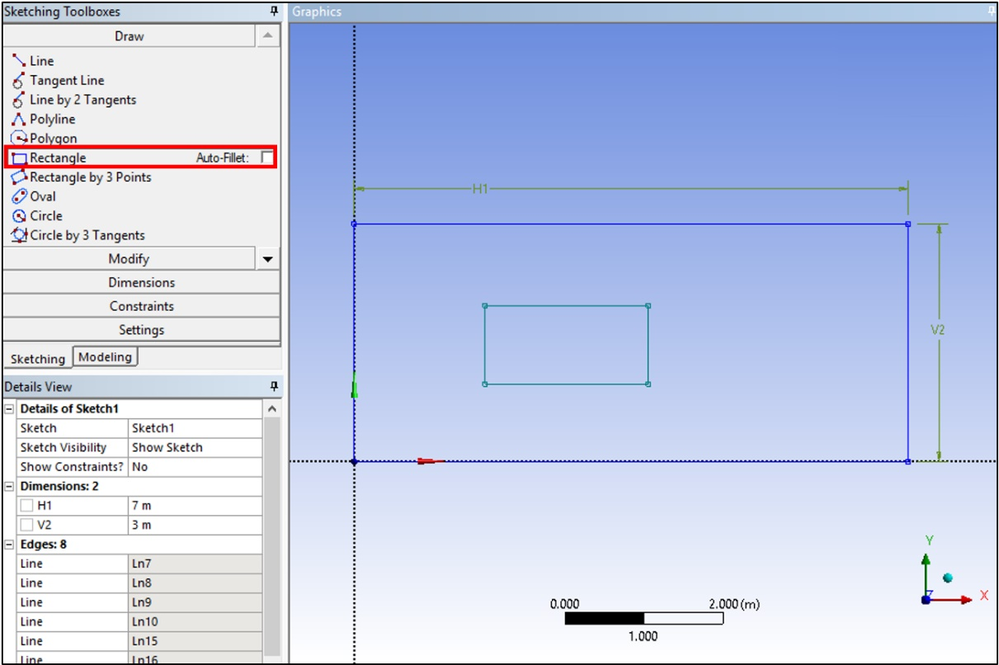 Sketching Toolboxes
Draw
Line
Tangent Line
Line by 2 Tangents
Polyline
Polygon
Rectangle Auto-Fillet:
Rectangle by 3 Points
Oval
Circle
Circle by 3 Tangents
Modify
Dimensions
Constraints
Settings
Sketching Modeling
Details View
Details of Sketch1
Sketch Sketch1
Sketch Visibility Show Sketch
Show Constraints? No
Dimensions: 2
H1 7 m
V2 3 m
Edges: 8
Line Ln7
Line Ln8
Line Ln9
Line Ln10
Line Ln15
Line Ln16
Graphics
H1
V2
Y
Z X
0.000 2.000 (m)
1.000